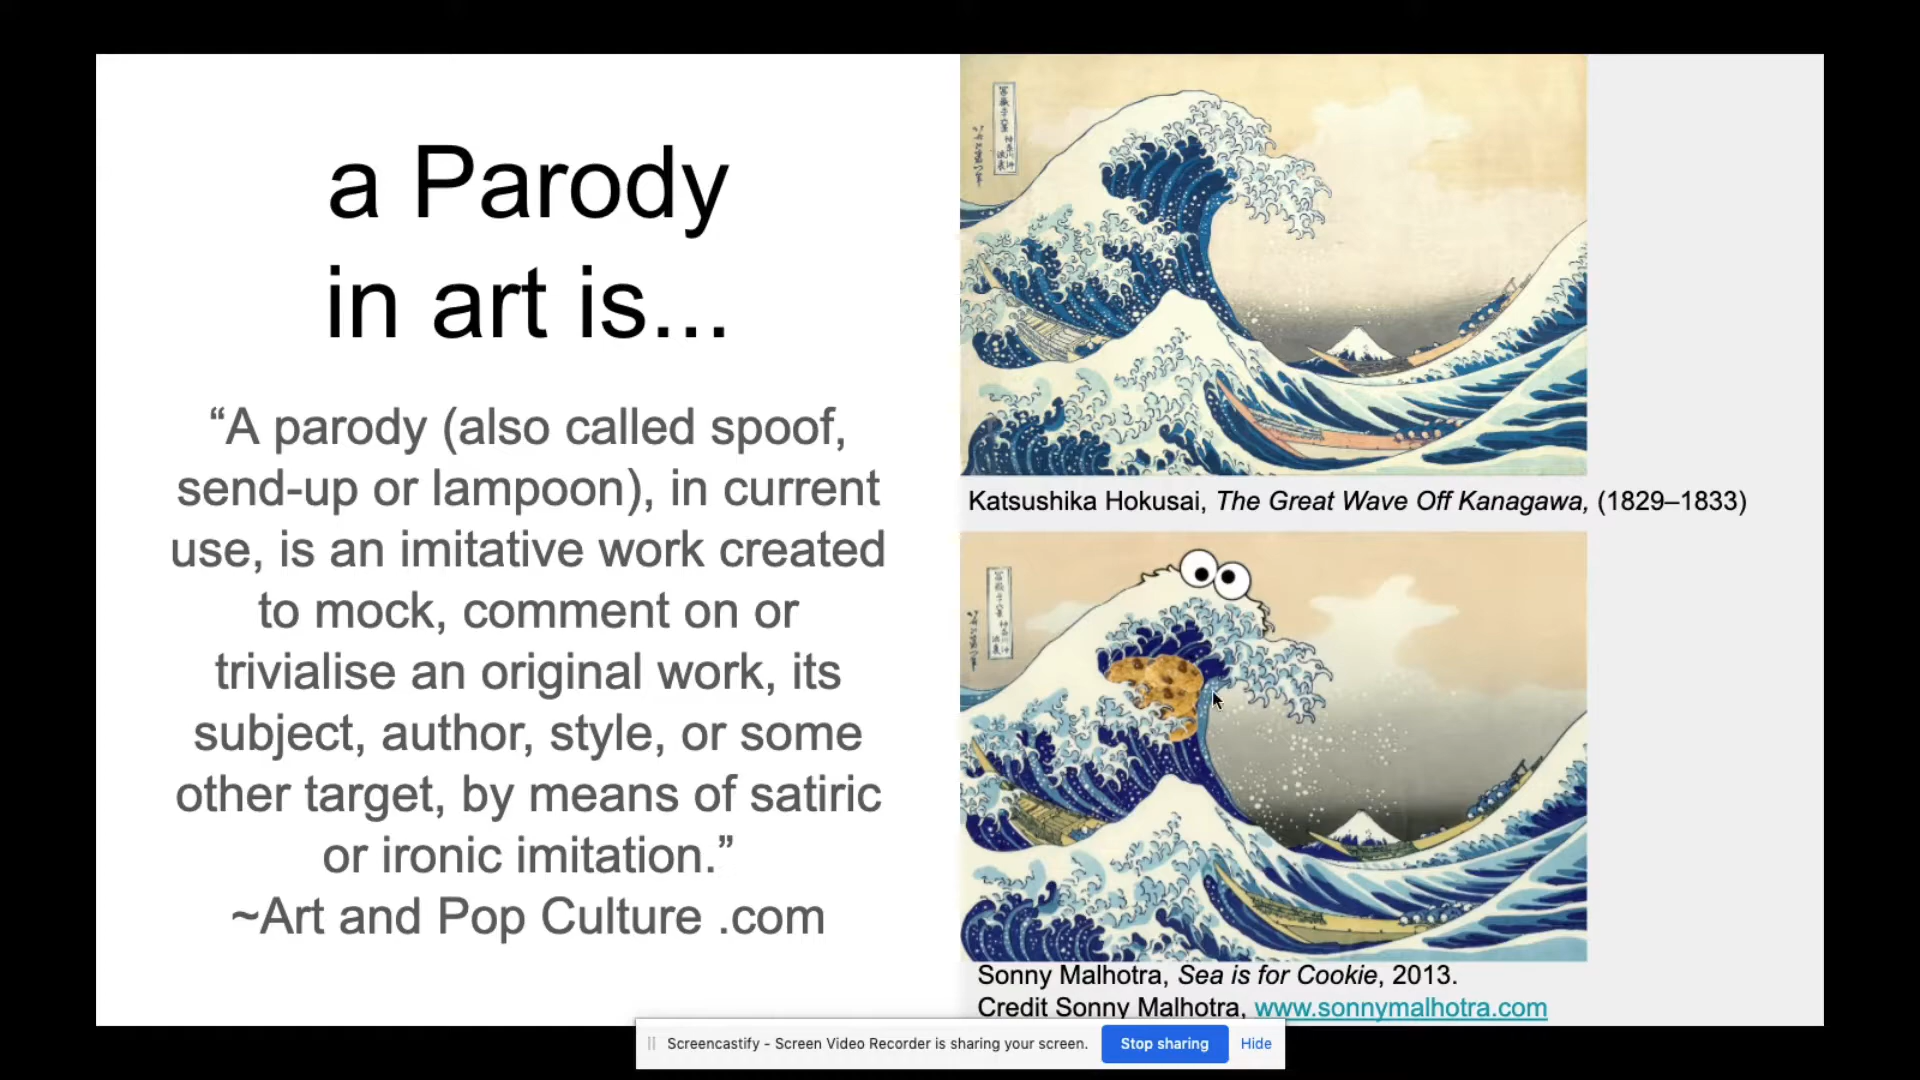 a Parody
in art is...
“A parody (also called spoof,
send-up or lampoon), in current
use, is an imitative work created
to mock, comment on or
trivialise an original work, its
subject, author, style, or some
other target, by means of satiric
or ironic imitation.”
~Art and Pop Culture .com
Katsushika Hokusai, The Great Wave Off Kanagawa, (1829–1833)
Sonny Malhotra, Sea is for Cookie, 2013.
Credit Sonny Malhotra, www.sonnymalhotra.com
Screencastify - Screen Video Recorder is sharing your screen.
Stop sharing
Hide